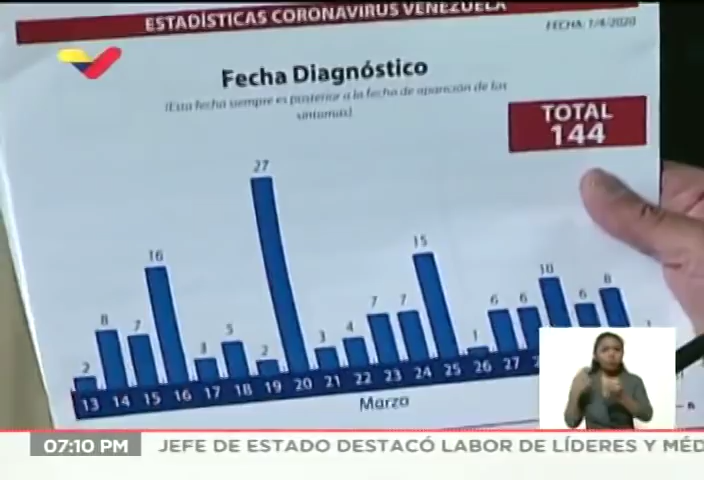 ESTADÍSTICAS CORONAVIRUS VENEZUELA
FECHA: 1/4/2020
Fecha Diagnóstico
(Esta fecha siempre es posterior a la fecha de aparición de los
síntomas)
TOTAL
144
2 8 7 16 3 5 2 27 3 4 7 7 15 1 6 6 10 6 8 1
13 14 15 16 17 18 19 20 21 22 23 24 25 26 27
Marzo
07:10 PM JEFE DE ESTADO DESTACÓ LABOR DE LÍDERES Y MÉD